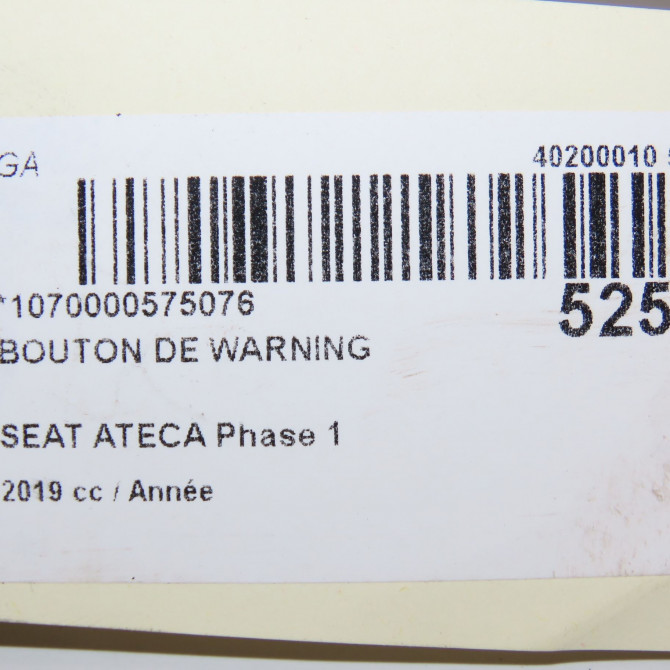 GA
40200010
*1070000575076
525
BOUTON DE WARNING
SEAT ATECA Phase 1
2019 cc / Année